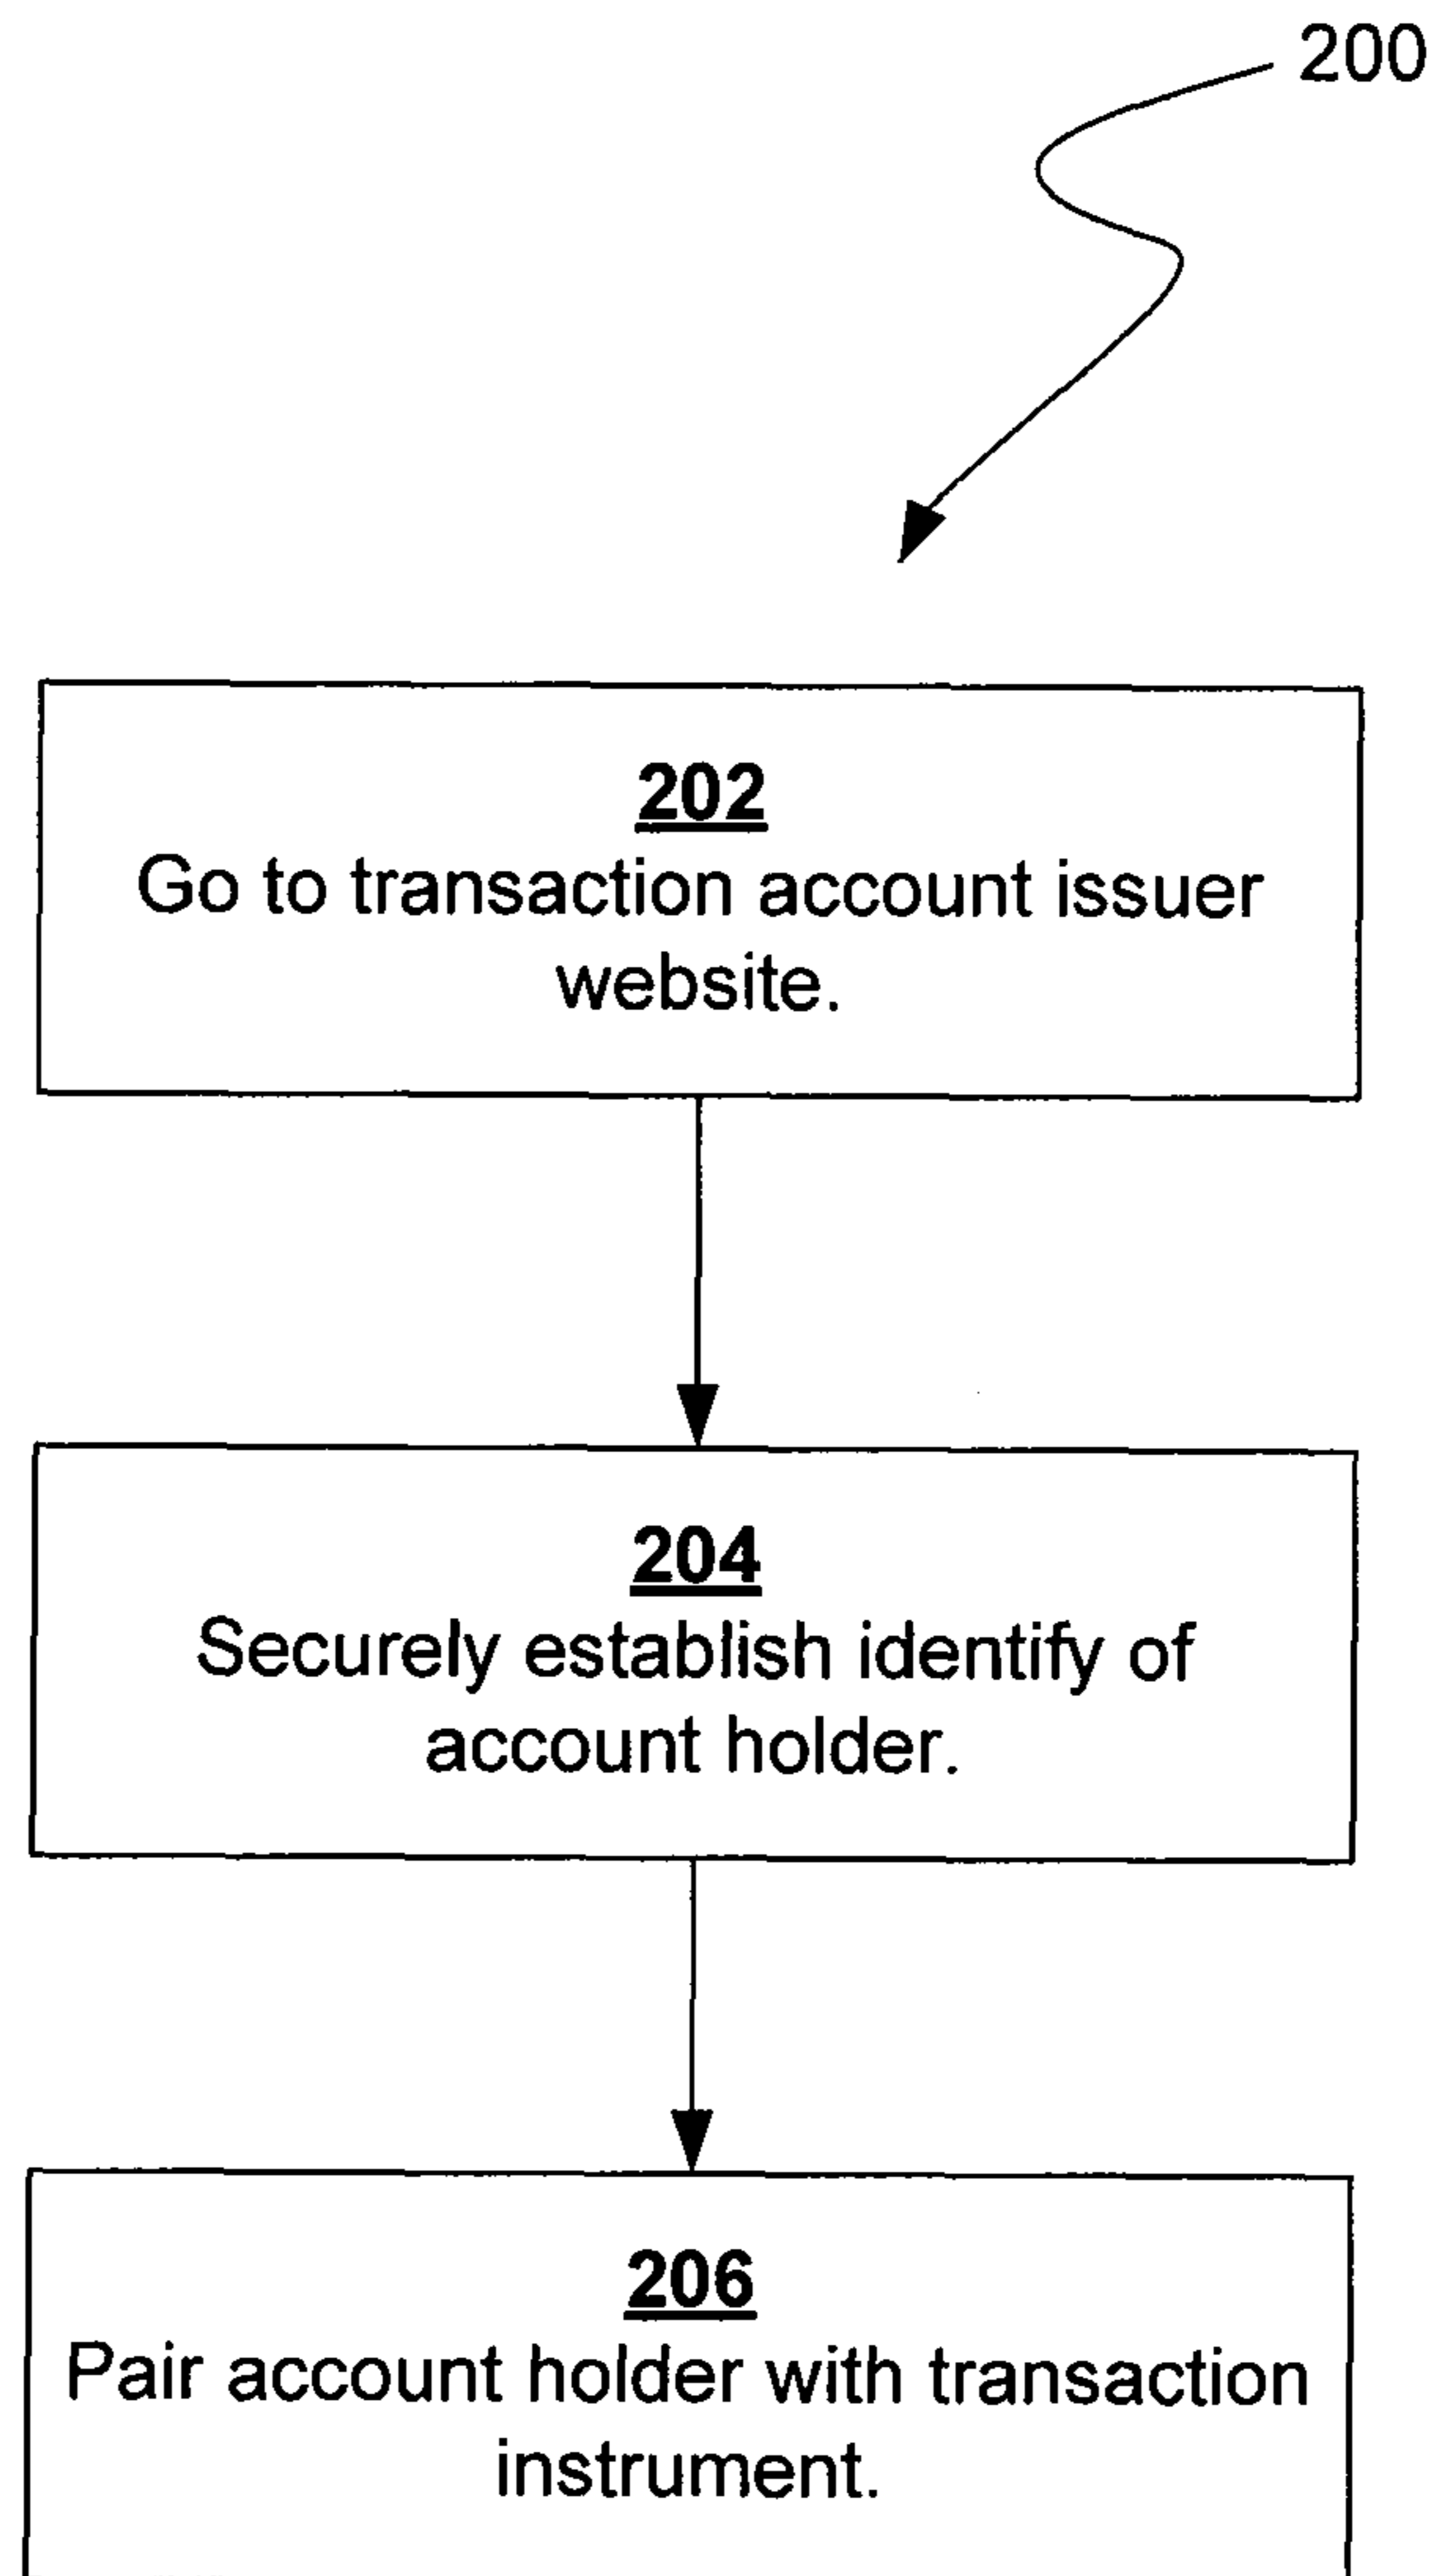 200
202
Go to transaction account issuer
website.
204
Securely establish identify of
account holder.
206
Pair account holder with transaction
instrument.